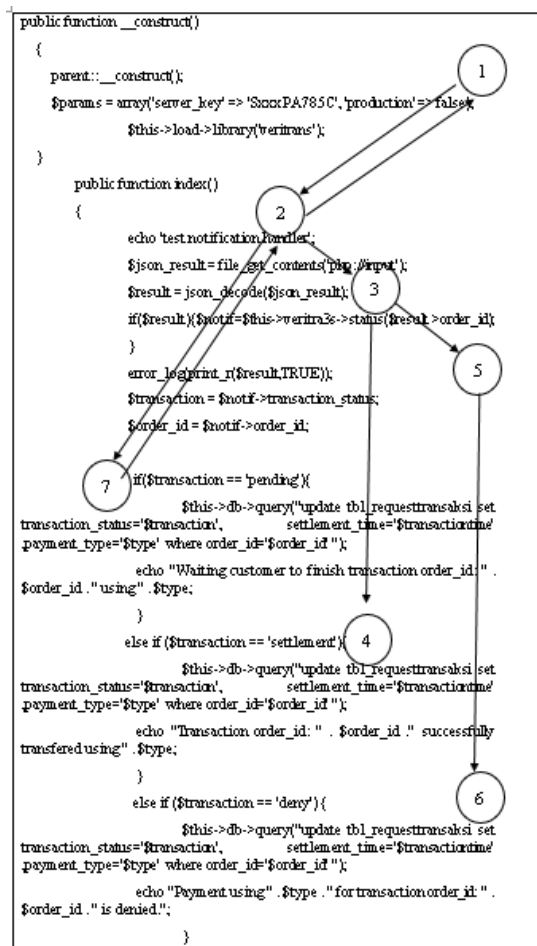 public function __construct()
{
parent::__construct();
$params = array('server_key' => 'SxxxPA785C', 'production' => false);
$this->load->library('veritrans');
}
public function index()
{
echo 'test notification handler';
$json_result = file_get_contents('php://input');
$result = json_decode($json_result);
if($result){$notif=$this->veritra3s->status($result->order_id);
}
error_log(print_r($result,TRUE));
$transaction = $notif->transaction_status;
$order_id = $notif->order_id;
if($transaction == 'pending'){
$this->db->query("update tbl_requesttransaksi set
transaction_status='$transaction', settlement_time='$transactiontime'
,payment_type='$type' where order_id='$order_id' ");
echo "Waiting customer to finish transaction order_id: " .
$order_id ." using" .$type;
}
else if ($transaction == 'settlement'){
$this->db->query("update tbl_requesttransaksi set
transaction_status='$transaction', settlement_time='$transactiontime'
,payment_type='$type' where order_id='$order_id' ");
echo "Transaction order_id: " . $order_id ." successfully
transfered using" .$type;
}
else if ($transaction == 'deny'){
$this->db->query("update tbl_requesttransaksi set
transaction_status='$transaction', settlement_time='$transactiontime'
,payment_type='$type' where order_id='$order_id' ");
echo "Payment using" .$type ."for transaction order_id: " .
$order_id ." is denied.";
}
1
2
3
5
7
4
6